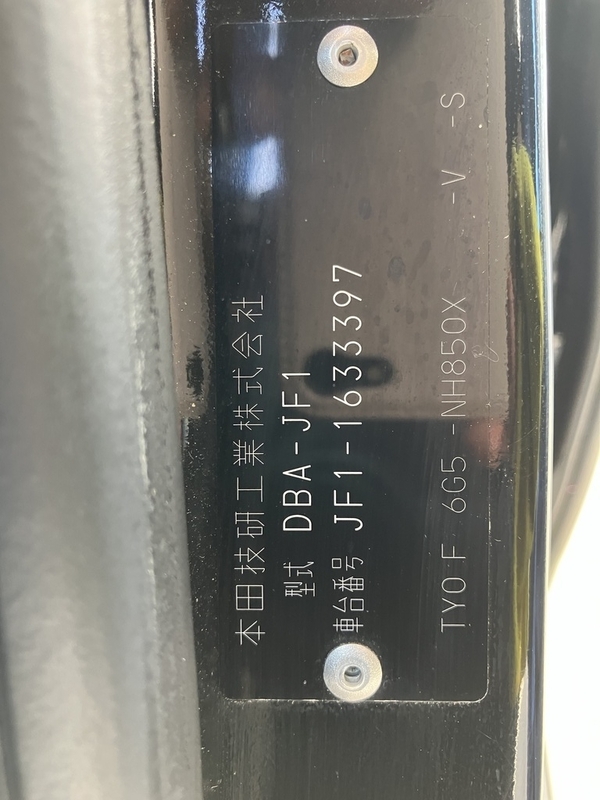 本田技研工業株式会社
型式 DBA-JF1
車台番号 JF1-1633397
TY0 F 6G5 -NH850X -V -S